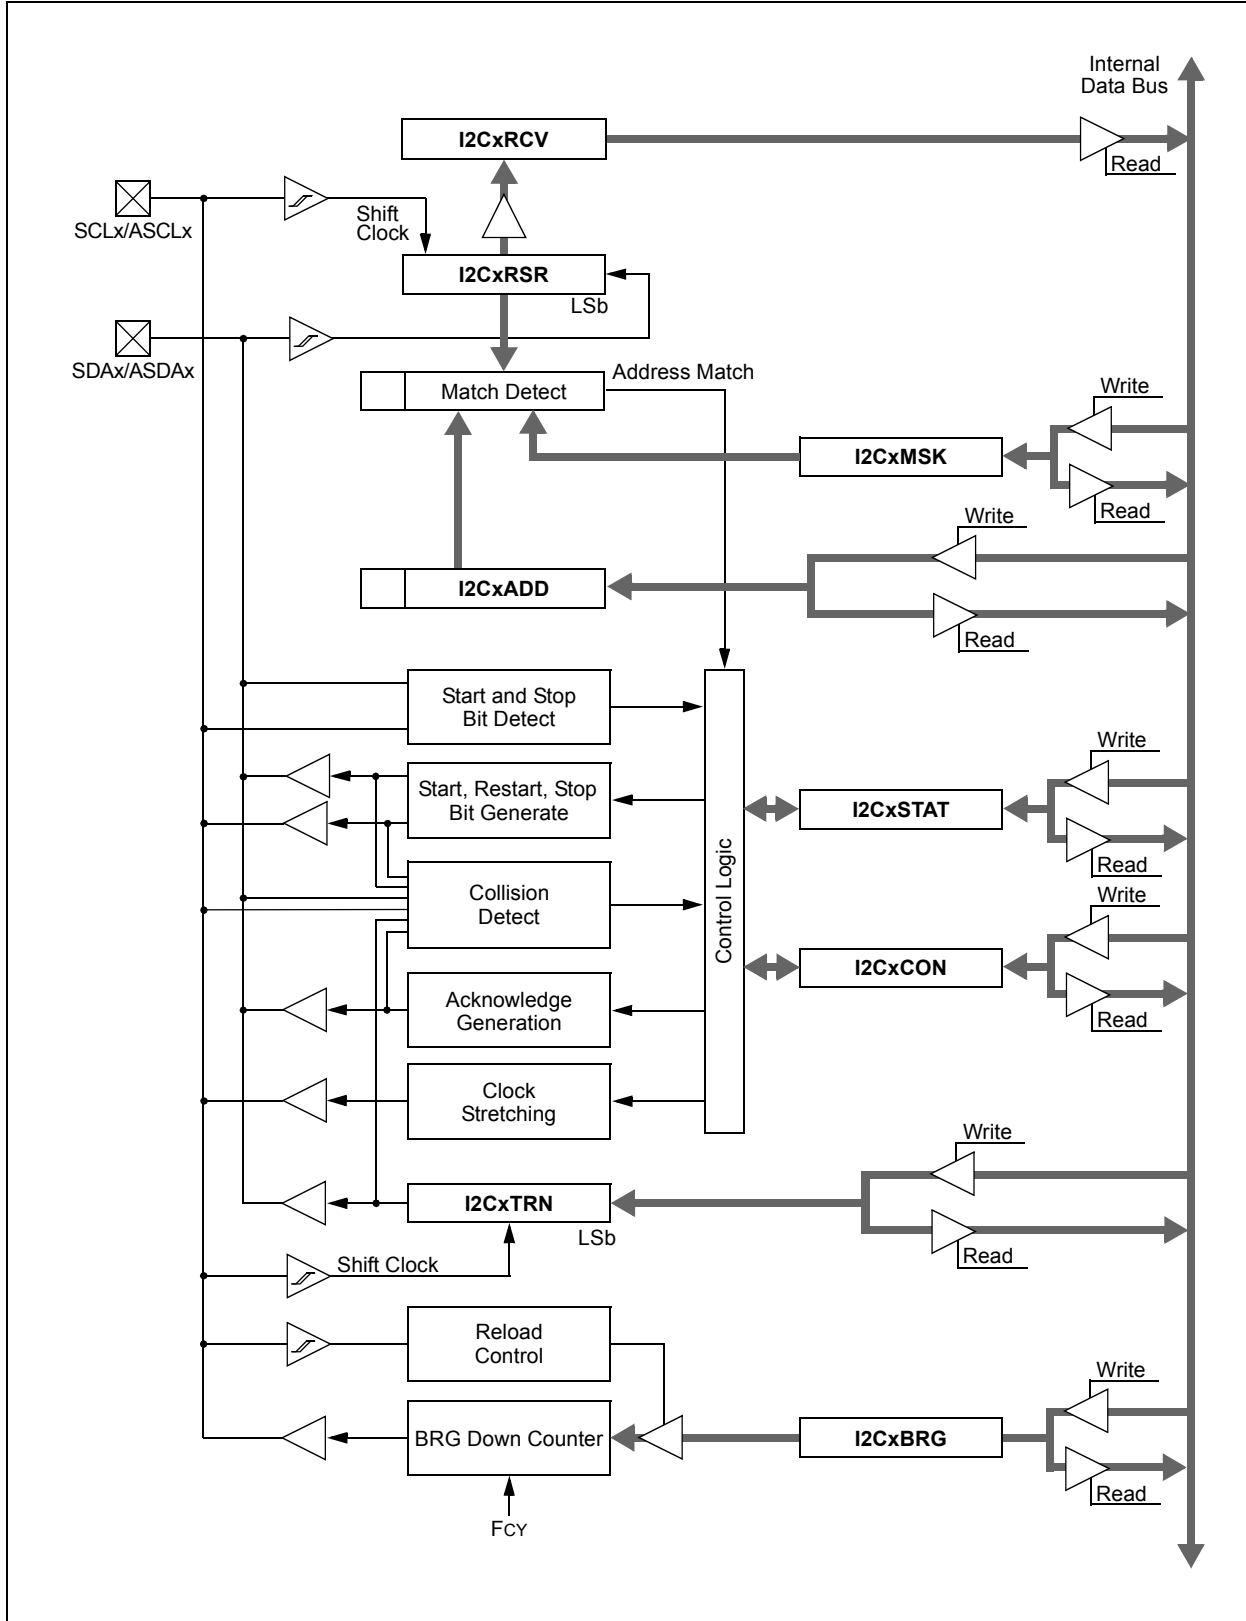 Internal
Data Bus
I2CxRCV
Read
SCLx/ASCLx
Shift
Clock
I2CxRSR
LSb
SDAx/ASDAx
Match Detect
Address Match
Write
I2CxMSK
Read
Write
I2CxADD
Read
Start and Stop
Bit Detect
Write
Start, Restart, Stop
Bit Generate
I2CxSTAT
Read
Control Logic
Collision
Detect
Write
I2CxCON
Read
Acknowledge
Generation
Clock
Stretching
Write
I2CxTRN
LSb
Read
Shift Clock
Reload
Control
Write
BRG Down Counter
I2CxBRG
Read
FCY